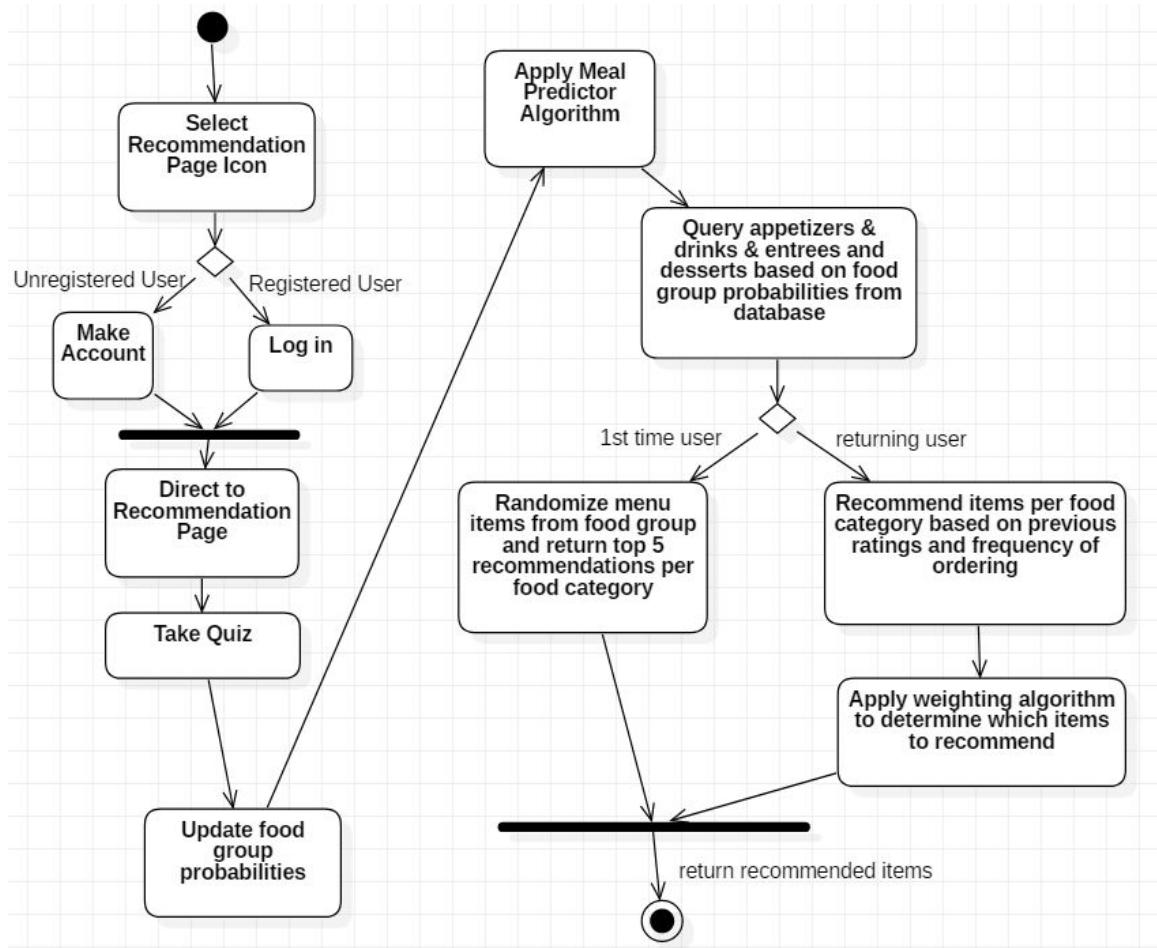 Select
Recommendation
Page Icon
Unregistered User
Registered User
Make
Account
Log in
Direct to
Recommendation
Page
Take Quiz
Update food
group
probabilities
Apply Meal
Predictor
Algorithm
Query appetizers &
drinks & entrees and
desserts based on food
group probabilities from
database
1st time user
returning user
Randomize menu
items from food group
and return top 5
recommendations per
food category
Recommend items per food
category based on previous
ratings and frequency of
ordering
Apply weighting algorithm
to determine which items
to recommend
return recommended items